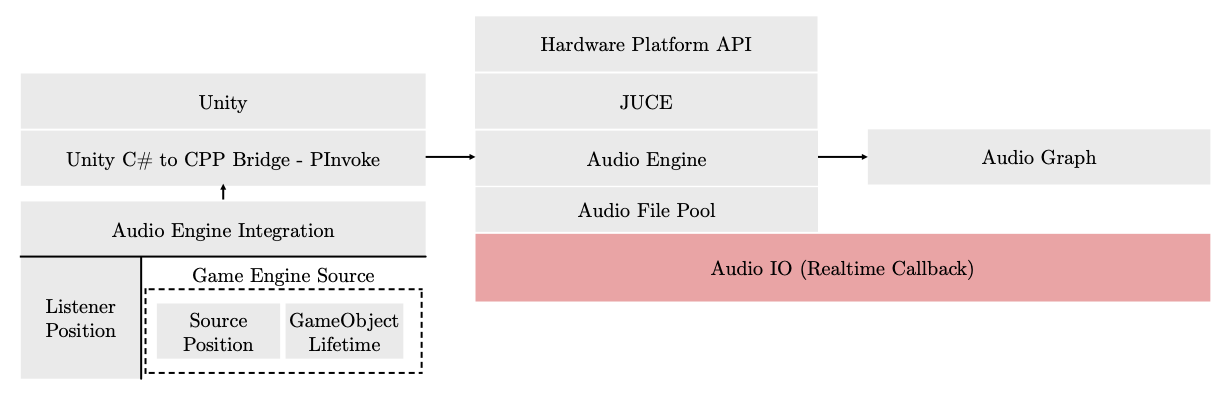 Hardware Platform API
Unity
JUCE
Unity C# to CPP Bridge - PInvoke
Audio Engine
Audio Graph
Audio File Pool
Audio Engine Integration
Audio IO (Realtime Callback)
Game Engine Source
Listener
Position
Source
Position
GameObject
Lifetime